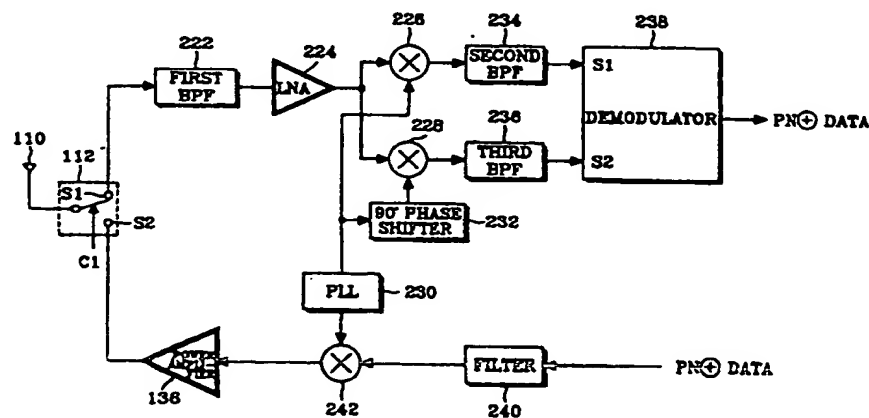 226
234
238
222
224
FIRST
BPF
LNA
SECOND
BPF
S1
236
228
DEMODULATOR
PN⊕ DATA
110
112
THIRD
BPF
S2
S1
S2
90° PHASE
SHIFTER
232
C1
PLL
230
POWER
136
242
FILTER
240
PN⊕ DATA